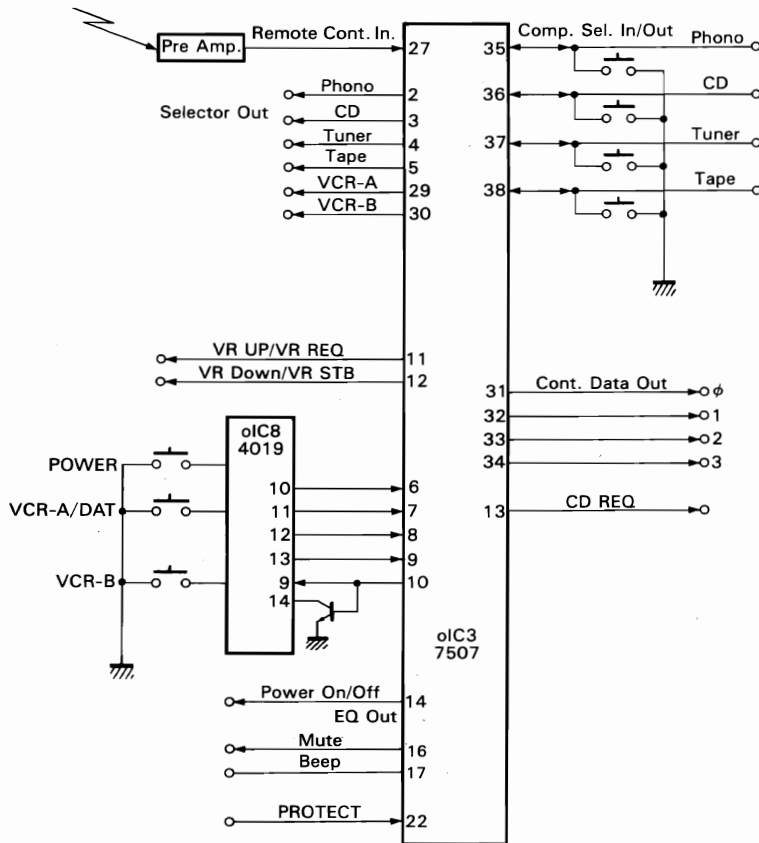 Pre Amp.
Remote Cont. In.
27
Selector Out
Phono
2
CD
3
Tuner
4
Tape
5
VCR-A
29
VCR-B
30
35
Comp. Sel. In/Out
Phono
36
CD
37
Tuner
38
Tape
VR UP/VR REQ
11
VR Down/VR STB
12
31
Cont. Data Out
φ
32
1
33
2
34
3
13
CD REQ
oIC8
4019
POWER
VCR-A/DAT
VCR-B
10
6
11
7
12
8
13
9
9
10
14
oIC3
7507
Power On/Off
14
EQ Out
Mute
16
Beep
17
PROTECT
22